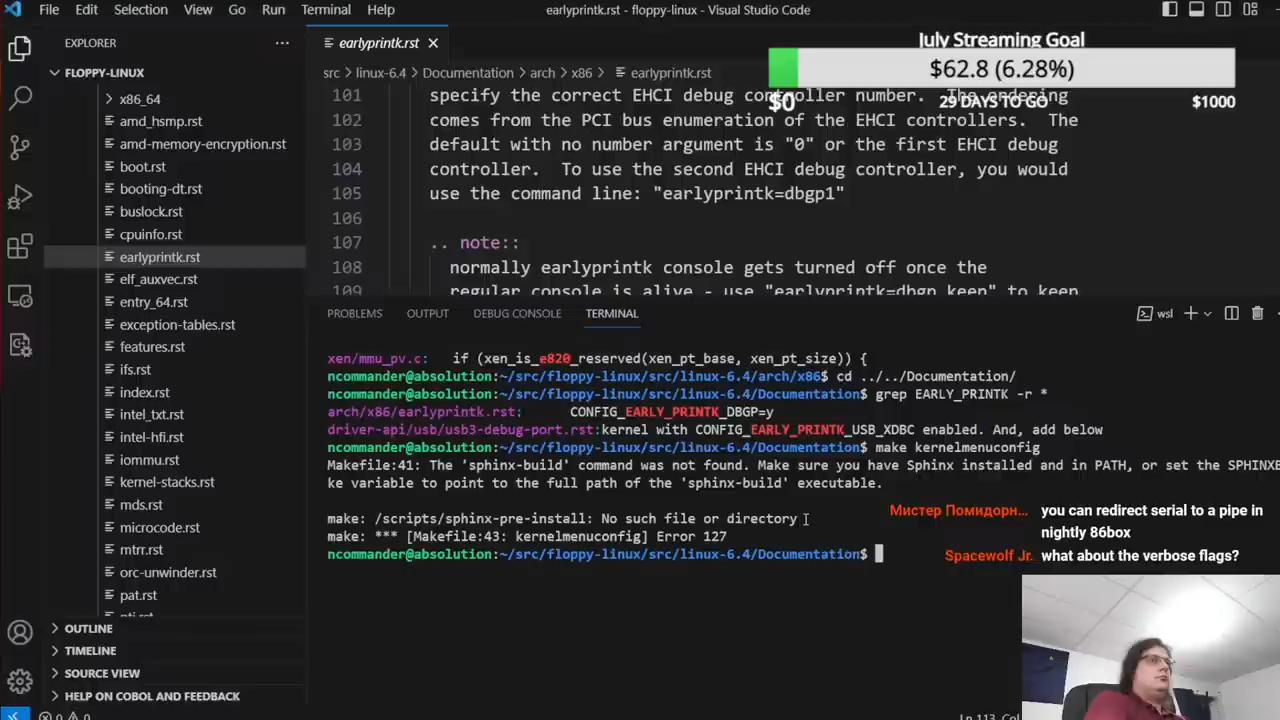 File Edit Selection View Go Run Terminal Help
earlyprintk.rst - floppy-linux - Visual Studio Code
EXPLORER
FLOPPY-LINUX
x86_64
amd_hsmp.rst
amd-memory-encryption.rst
boot.rst
booting-dt.rst
buslock.rst
cpuinfo.rst
earlyprintk.rst
elf_auxvec.rst
entry_64.rst
exception-tables.rst
features.rst
ifs.rst
index.rst
intel_txt.rst
intel-hfi.rst
iommu.rst
kernel-stacks.rst
mds.rst
microcode.rst
mtrr.rst
orc-unwinder.rst
pat.rst
OUTLINE
TIMELINE
SOURCE VIEW
HELP ON COBOL AND FEEDBACK
earlyprintk.rst
src > linux-6.4 > Documentation > arch > x86 > earlyprintk.rst
July Streaming Goal
$62.8 (6.28%)
$0 29 DAYS TO GO $1000
101 specify the correct EHCI debug controller number. The ordering
102 comes from the PCI bus enumeration of the EHCI controllers. The
103 default with no number argument is "0" or the first EHCI debug
104 controller. To use the second EHCI debug controller, you would
105 use the command line: "earlyprintk=dbgp1"
106
107 .. note::
108 normally earlyprintk console gets turned off once the
109 regular console is alive - use "earlyprintk=dbgp,keep" to keep
PROBLEMS OUTPUT DEBUG CONSOLE TERMINAL
wsl
xen/mmu_pv.c: if (xen_is_e820_reserved(xen_pt_base, xen_pt_size)) {
ncommander@absolution:~/src/floppy-linux/src/linux-6.4/arch/x86$ cd ../../Documentation/
ncommander@absolution:~/src/floppy-linux/src/linux-6.4/Documentation$ grep EARLY_PRINTK -r *
arch/x86/earlyprintk.rst: CONFIG_EARLY_PRINTK_DBGP=y
driver-api/usb/usb3-debug-port.rst:kernel with CONFIG_EARLY_PRINTK_USB_XDBC enabled. And, add below
ncommander@absolution:~/src/floppy-linux/src/linux-6.4/Documentation$ make kernelmenuconfig
Makefile:41: The 'sphinx-build' command was not found. Make sure you have Sphinx installed and in PATH, or set the SPHINXB
ke variable to point to the full path of the 'sphinx-build' executable.
make: /scripts/sphinx-pre-install: No such file or directory
make: *** [Makefile:43: kernelmenuconfig] Error 127
ncommander@absolution:~/src/floppy-linux/src/linux-6.4/Documentation$
Мистер Помидорн... you can redirect serial to a pipe in
nightly 86box
Spacewolf Jr. what about the verbose flags?
0 0